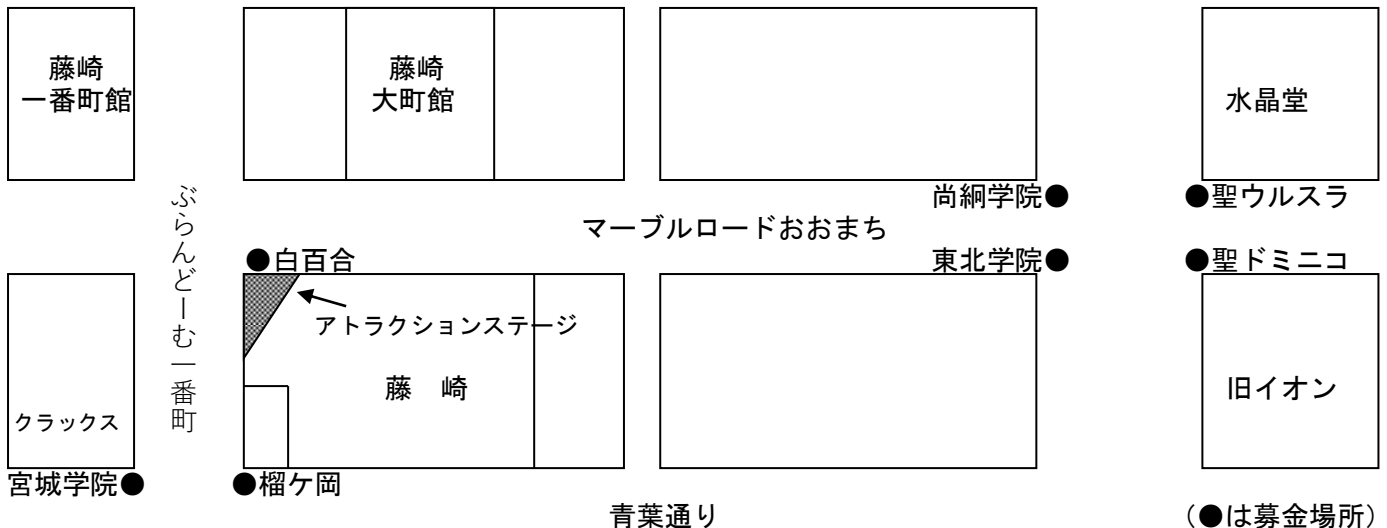 藤崎
一番町館
藤崎
大町館
水晶堂
ぶらんどーむ一番町
尚絅学院●
●聖ウルスラ
マーブルロードおおまち
●白百合
東北学院●
●聖ドミニコ
アトラクションステージ
藤 崎
旧イオン
クラックス
宮城学院●
●榴ケ岡
青葉通り
(●は募金場所)